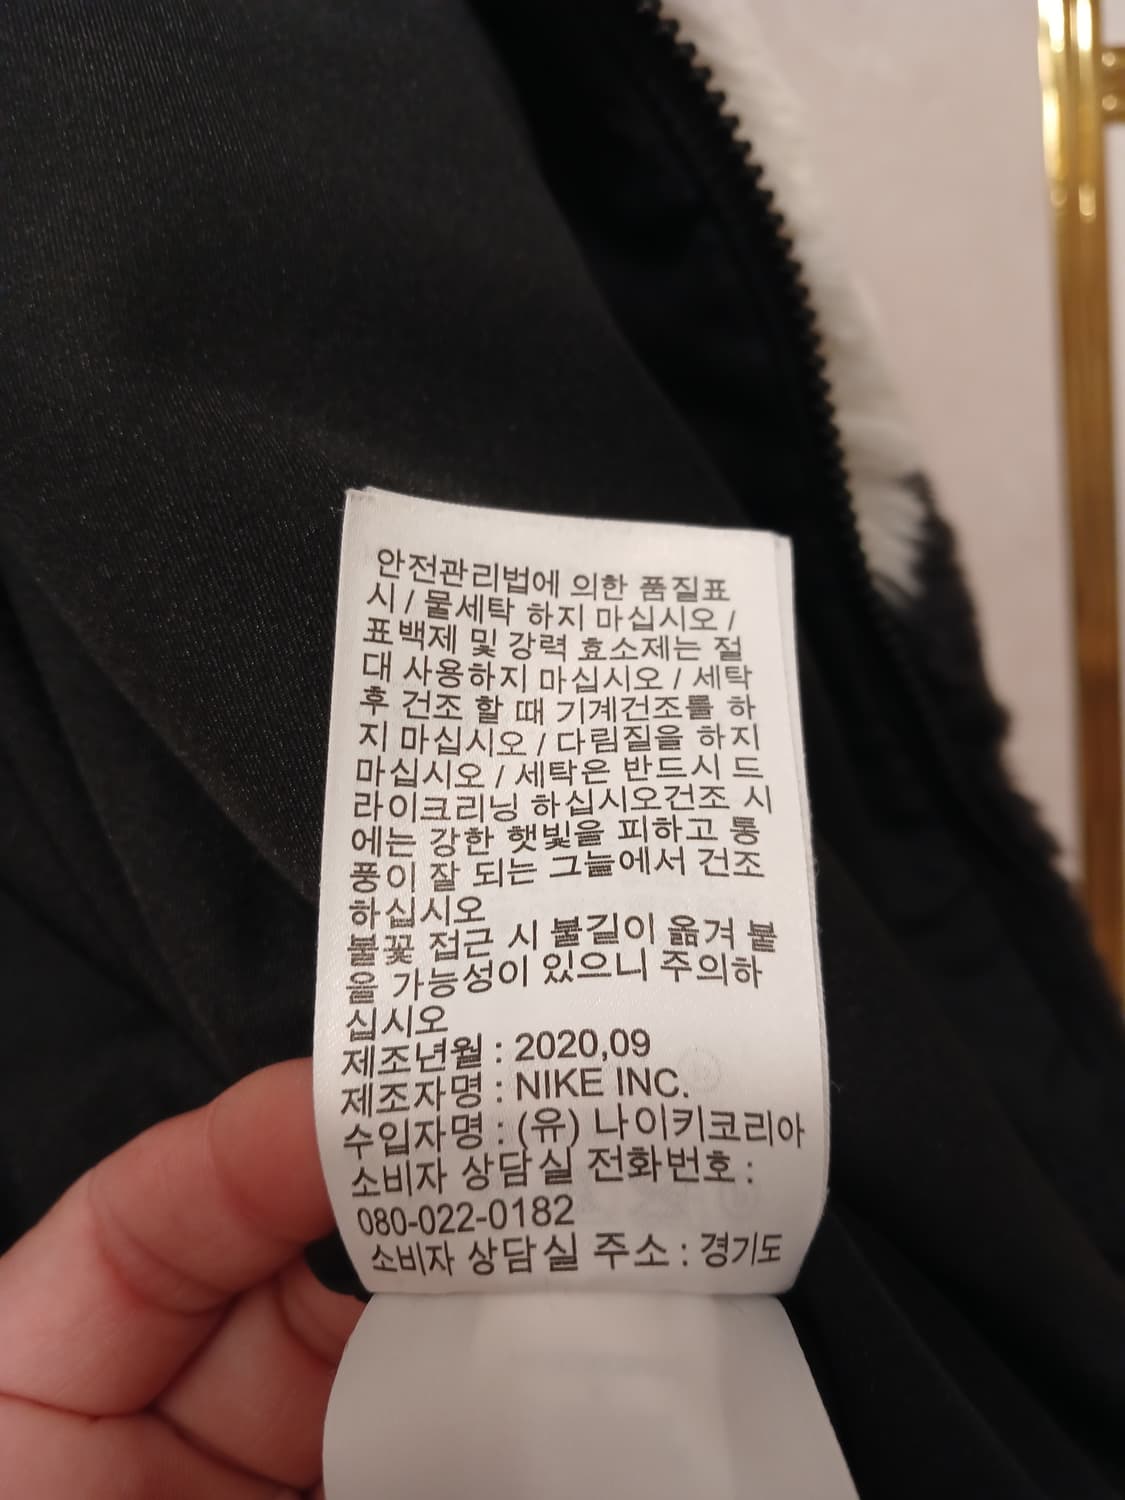 안전관리법에 의한 품질표
시 / 물세탁 하지 마십시오 /
표백제 및 강력 효소제는 절
대 사용하지 마십시오 / 세탁
후 건조 할 때 기계건조를 하
지 마십시오 / 다림질을 하지
마십시오 / 세탁은 반드시 드
라이크리닝 하십시오건조 시
에는 강한 햇빛을 피하고 통
풍이 잘 되는 그늘에서 건조
하십시오
불꽃 접근 시 불길이 옮겨 붙
을 가능성이 있으니 주의하
십시오
제조년월 : 2020,09
제조자명 : NIKE INC.
수입자명 : (유) 나이키코리아
소비자 상담실 전화번호 :
080-022-0182
소비자 상담실 주소 : 경기도